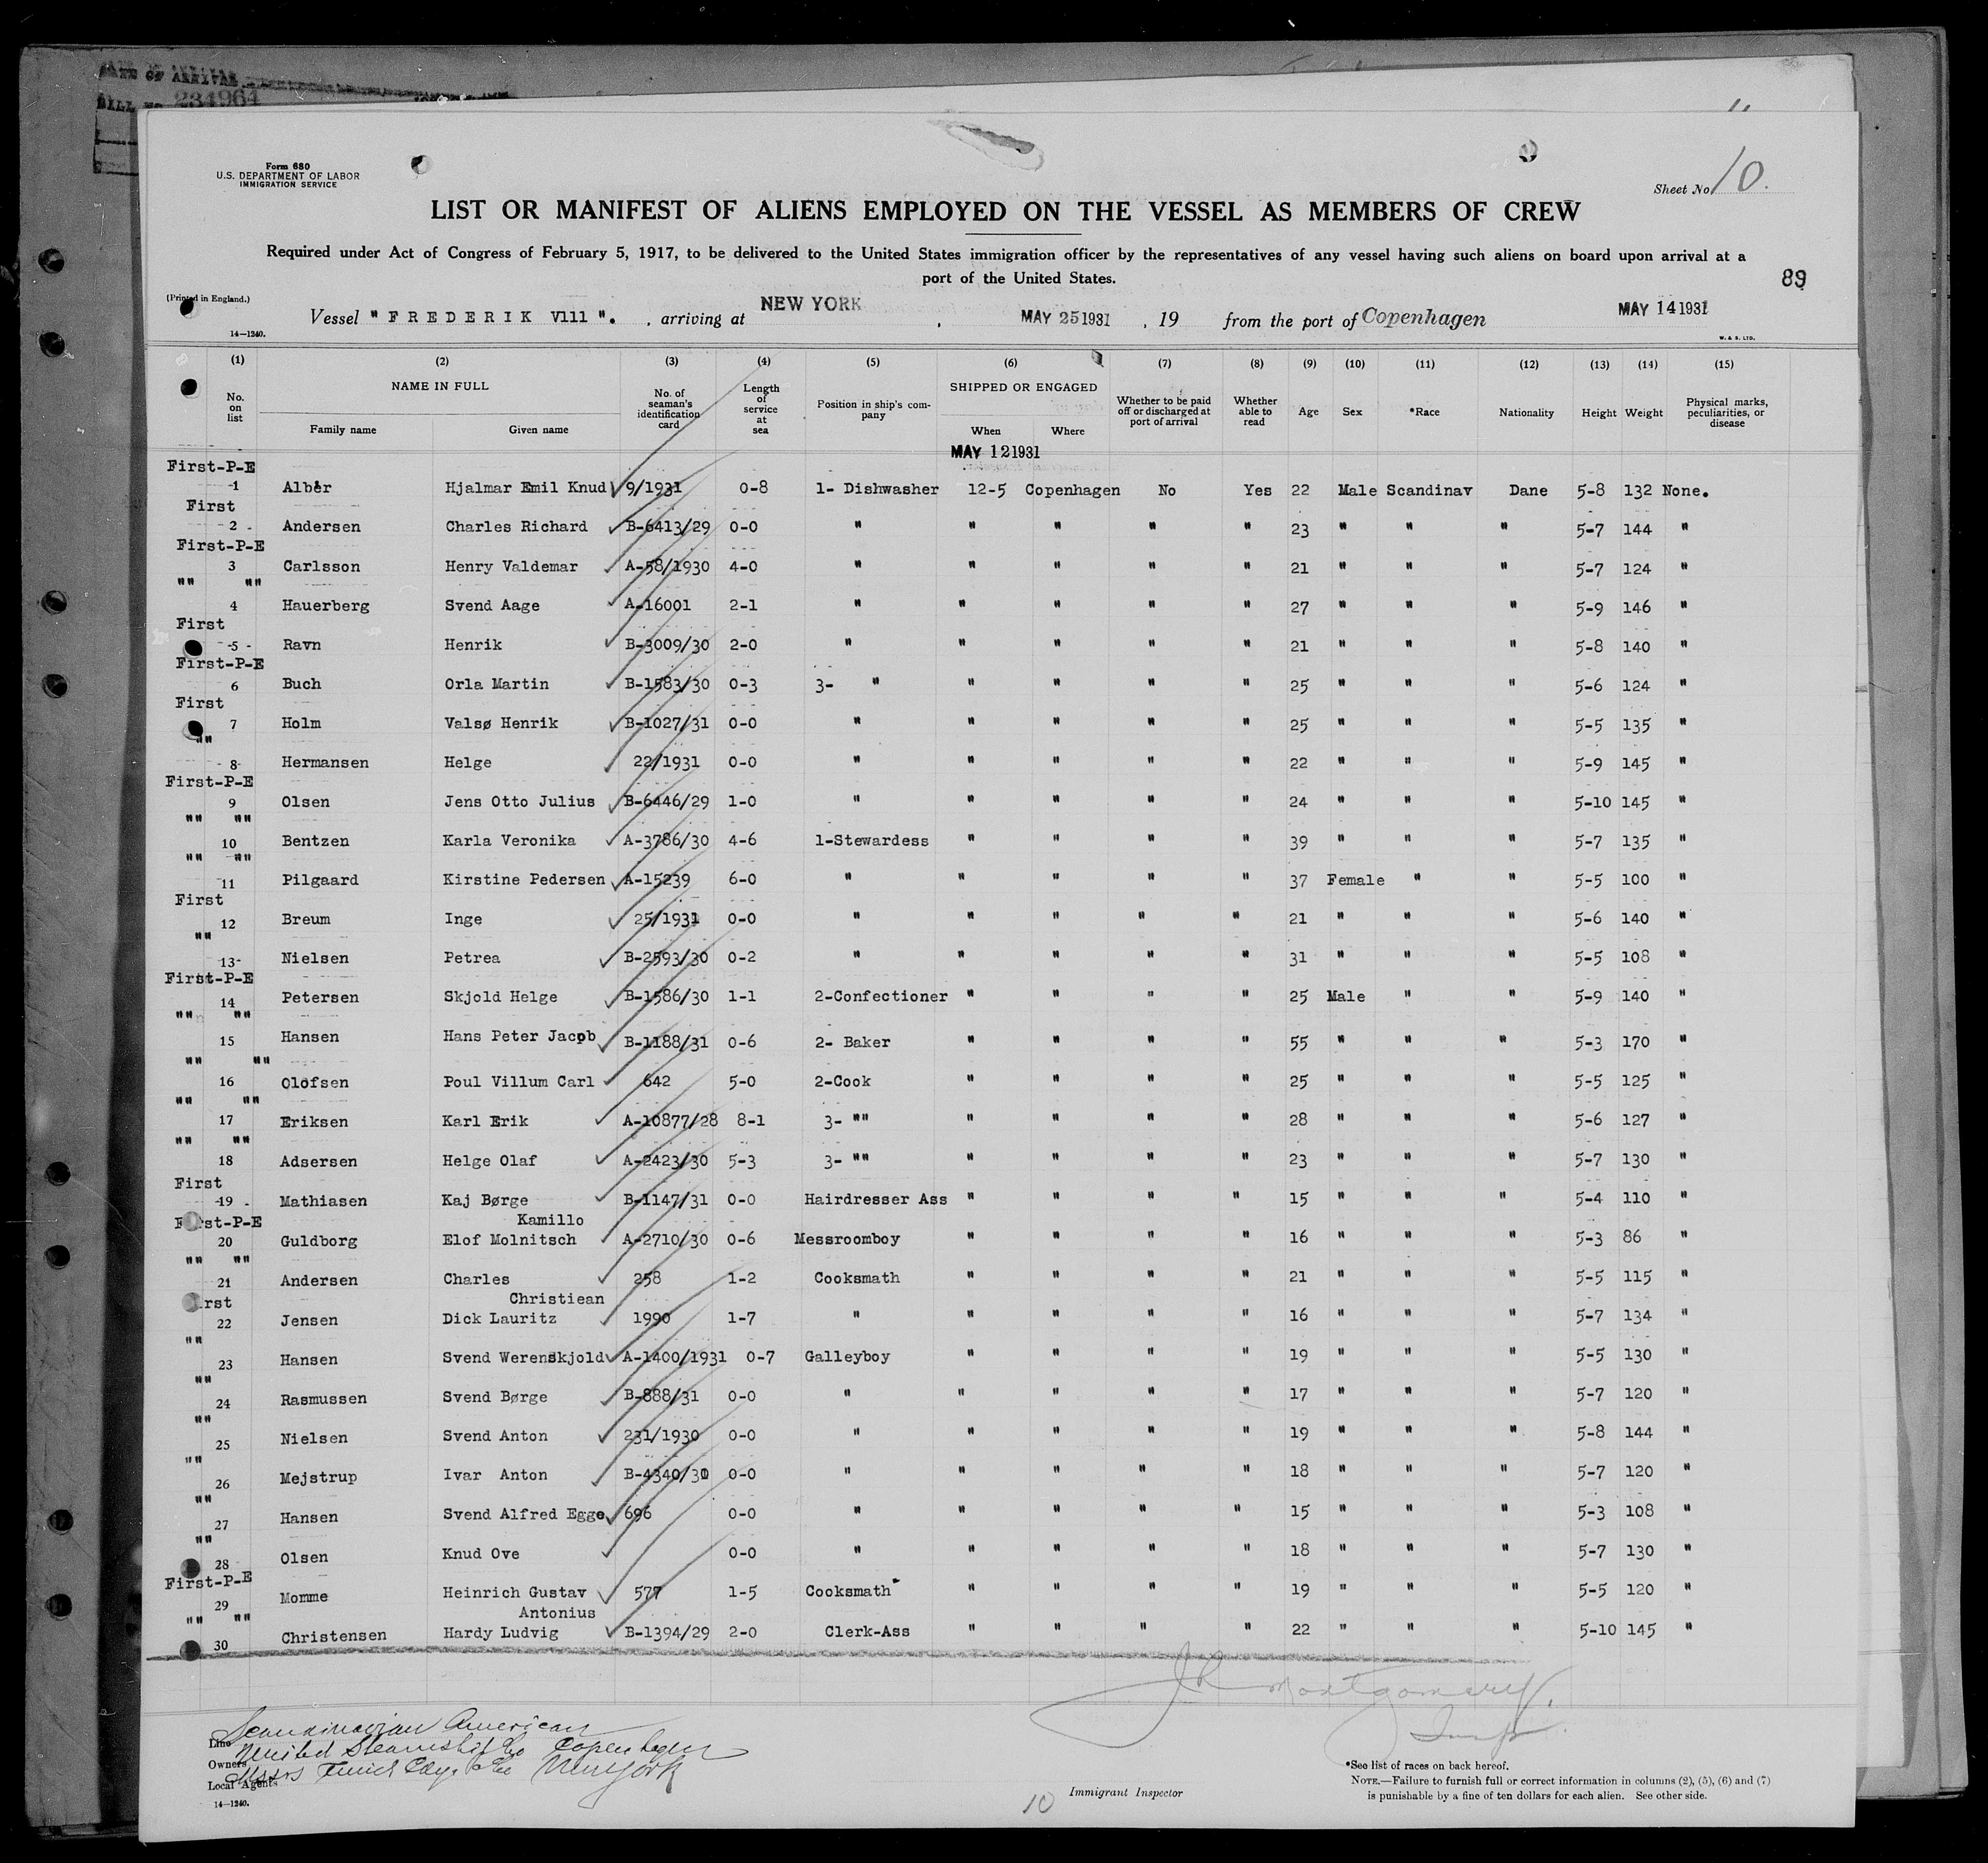 234964
Form 680
U.S. DEPARTMENT OF LABOR
IMMIGRATION SERVICE
Sheet No. 10.
LIST OR MANIFEST OF ALIENS EMPLOYED ON THE VESSEL AS MEMBERS OF CREW
Required under Act of Congress of February 5, 1917, to be delivered to the United States immigration officer by the representatives of any vessel having such aliens on board upon arrival at a
port of the United States.
89
(Printed in England.)
14—1240.
Vessel "FREDERIK V111". , arriving at NEW YORK , MAY 25 1931 , 19 from the port of Copenhagen MAY 14 1931
W. & S. LTD.
(1) (2) (3) (4) (5) (6) (7) (8) (9) (10) (11) (12) (13) (14) (15)
No. on list NAME IN FULL Family name Given name No. of seaman's identification card Length of service at sea Position in ship's company SHIPPED OR ENGAGED When Where Whether to be paid off or discharged at port of arrival Whether able to read Age Sex *Race Nationality Height Weight Physical marks, peculiarities, or disease
MAY 12 1931
First-P-E
1 Alber Hjalmar Emil Knud 9/1931 0-8 1- Dishwasher 12-5 Copenhagen No Yes 22 Male Scandinav Dane 5-8 132 None.
First
2 Andersen Charles Richard B-6413/29 0-0 " " " " " 23 " " " 5-7 144 "
First-P-E
3 Carlsson Henry Valdemar A-58/1930 4-0 " " " " " 21 " " " 5-7 124 "
"" ""
4 Hauerberg Svend Aage A-16001 2-1 " " " " " 27 " " " 5-9 146 "
First
5 Ravn Henrik B-3009/30 2-0 " " " " " 21 " " " 5-8 140 "
First-P-E
6 Buch Orla Martin B-1583/30 0-3 3- " " " " " 25 " " " 5-6 124 "
First
7 Holm Valsø Henrik B-1027/31 0-0 " " " " " 25 " " " 5-5 135 "
""
8 Hermansen Helge 22/1931 0-0 " " " " " 22 " " " 5-9 145 "
First-P-E
9 Olsen Jens Otto Julius B-6446/29 1-0 " " " " " 24 " " " 5-10 145 "
"" ""
10 Bentzen Karla Veronika A-3786/30 4-6 1-Stewardess " " " " 39 " " " 5-7 135 "
"" ""
11 Pilgaard Kirstine Pedersen A-15239 6-0 " " " " " 37 Female " " 5-5 100 "
First
12 Breum Inge 25/1931 0-0 " " " " " 21 " " " 5-6 140 "
""
13 Nielsen Petrea B-2593/30 0-2 " " " " " 31 " " " 5-5 108 "
First-P-E
14 Petersen Skjold Helge B-1586/30 1-1 2-Confectioner " " " " 25 Male " " 5-9 140 "
"" ""
15 Hansen Hans Peter Jacob B-1188/31 0-6 2- Baker " " " " 55 " " " 5-3 170 "
"" ""
16 Olofsen Poul Villum Carl 642 5-0 2-Cook " " " " 25 " " " 5-5 125 "
"" ""
17 Eriksen Karl Erik A-10877/28 8-1 3- "" " " " " 28 " " " 5-6 127 "
"" ""
18 Adsersen Helge Olaf A-2423/30 5-3 3- "" " " " " 23 " " " 5-7 130 "
First
19 Mathiasen Kaj Børge B-1147/31 0-0 Hairdresser Ass " " " " 15 " " " 5-4 110 "
First-P-E Kamillo
20 Guldborg Elof Molnitsch A-2710/30 0-6 Messroomboy " " " " 16 " " " 5-3 86 "
"" ""
21 Andersen Charles 258 1-2 Cooksmath " " " " 21 " " " 5-5 115 "
First Christiean
22 Jensen Dick Lauritz 1990 1-7 " " " " " 16 " " " 5-7 134 "
""
23 Hansen Svend Werenskjold A-1400/1931 0-7 Galleyboy " " " " 19 " " " 5-5 130 "
""
24 Rasmussen Svend Børge B-888/31 0-0 " " " " " 17 " " " 5-7 120 "
""
25 Nielsen Svend Anton 231/1930 0-0 " " " " " 19 " " " 5-8 144 "
""
26 Mejstrup Ivar Anton B-4340/30 0-0 " " " " " 18 " " " 5-7 120 "
""
27 Hansen Svend Alfred Egge 696 0-0 " " " " " 15 " " " 5-3 108 "
""
28 Olsen Knud Ove 0-0 " " " " " 18 " " " 5-7 130 "
First-P-E
29 Momme Heinrich Gustav 577 1-5 Cooksmath " " " " 19 " " " 5-5 120 "
"" "" Antonius
30 Christensen Hardy Ludvig B-1394/29 2-0 Clerk-Ass " " " " 22 " " " 5-10 145 "
J R Montgomery.
Insp.
Line Scandinavian American
Owners United Steamship Co Copenhagen
Local Agents Mssrs Funch Edye & Co New York
14—1240.
10
Immigrant Inspector
*See list of races on back hereof.
NOTE.—Failure to furnish full or correct information in columns (2), (5), (6) and (7)
is punishable by a fine of ten dollars for each alien. See other side.